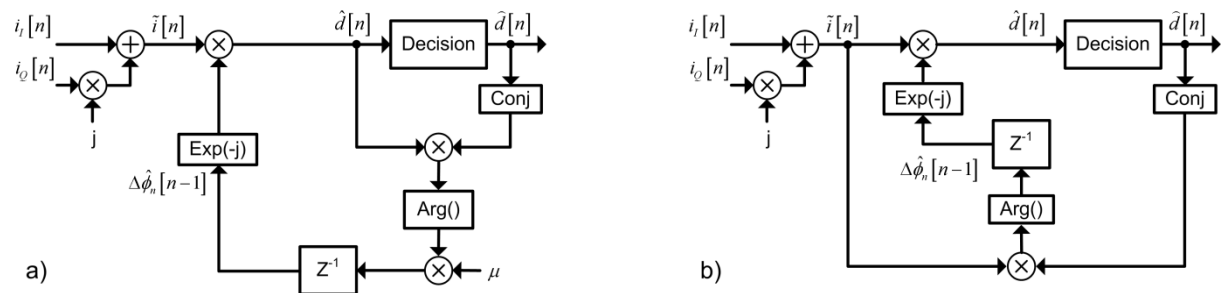 i_I[n]
ĩ[n]
d̂[n]
Decision
d̑[n]
i_Q[n]
j
Conj
Exp(-j)
Δϕ̂_n[n−1]
Arg()
Z⁻¹
μ
a)
i_I[n]
ĩ[n]
d̂[n]
Decision
d̑[n]
i_Q[n]
j
Exp(-j)
Conj
Z⁻¹
Δϕ̂_n[n−1]
Arg()
b)